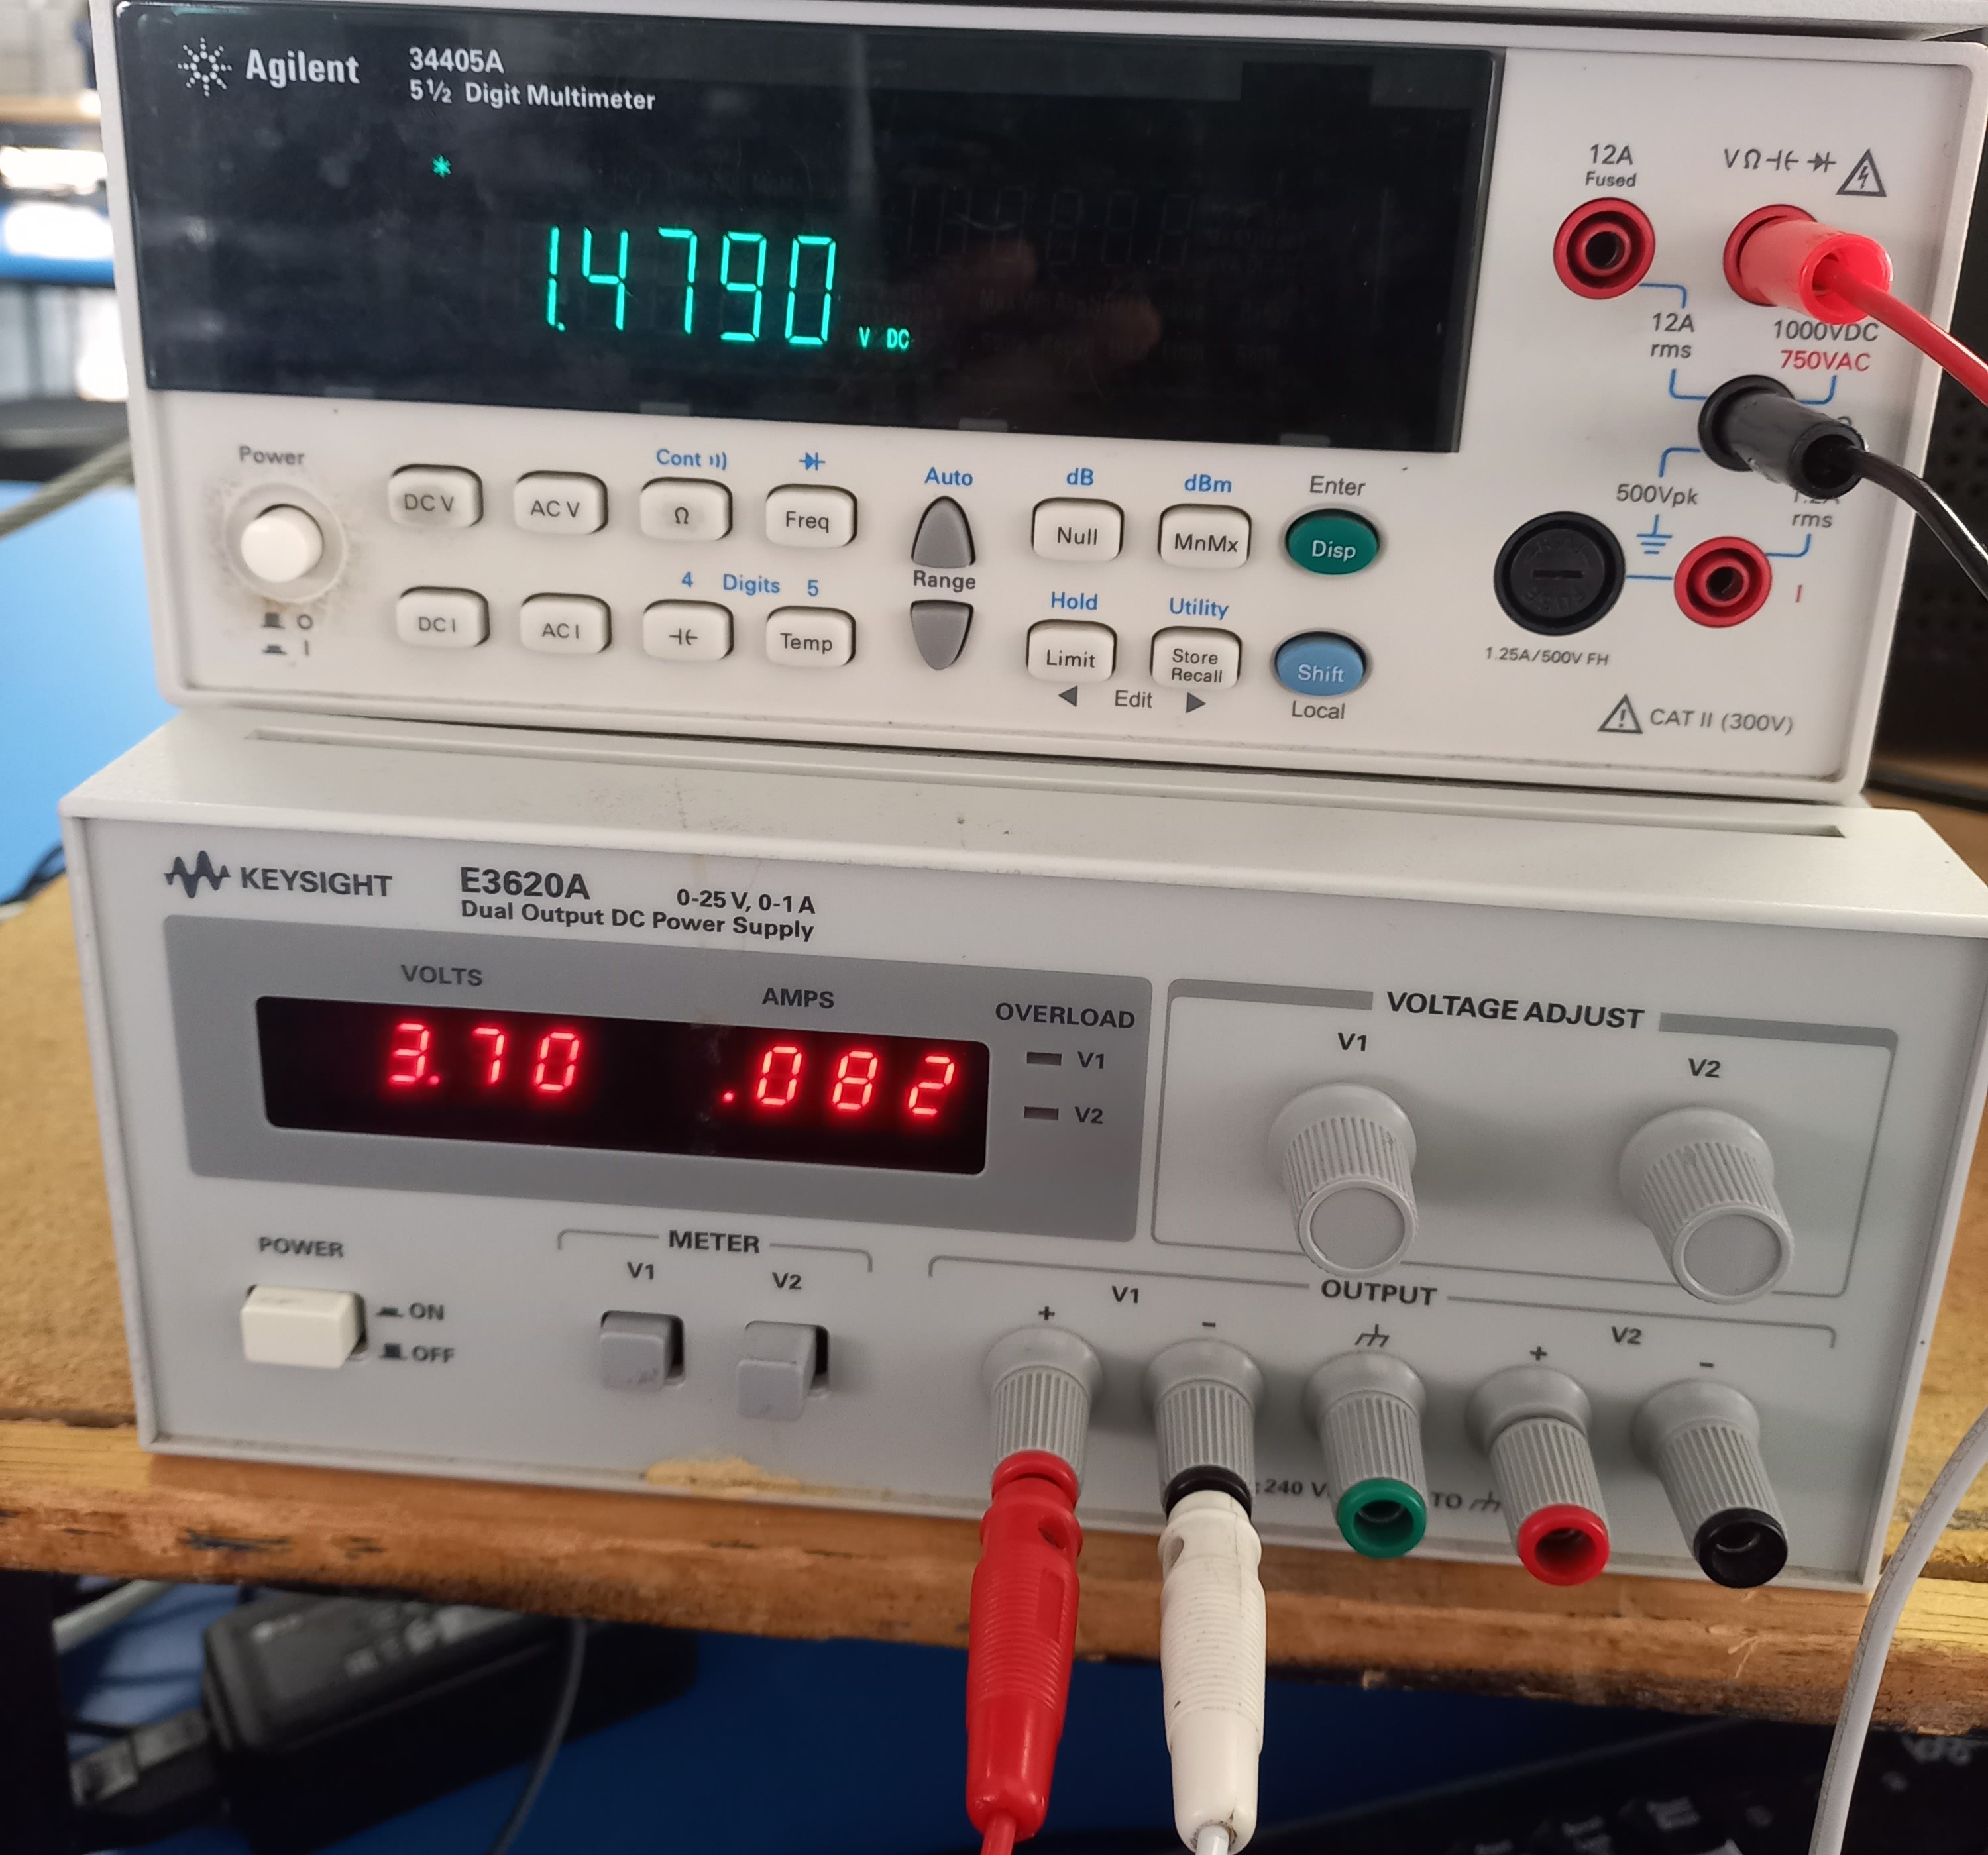 Agilent
34405A
5½ Digit Multimeter
*
1.4790 V DC
12A
Fused
VΩ
12A
rms
1000VDC
750VAC
500Vpk
rms
I
1.25A/500V FH
CAT II (300V)
Power
O
I
Cont
Auto
dB
dBm
Enter
DC V
AC V
Ω
Freq
Null
MnMx
Disp
4 Digits 5
Range
Hold
Utility
DC I
AC I
Temp
Limit
Store
Recall
Shift
Edit
Local
KEYSIGHT
E3620A
0-25 V, 0-1 A
Dual Output DC Power Supply
VOLTS
AMPS
OVERLOAD
3.70
.082
V1
V2
VOLTAGE ADJUST
V1
V2
POWER
ON
OFF
METER
V1
V2
OUTPUT
V1
V2
+
-
+
-
240 V
TO